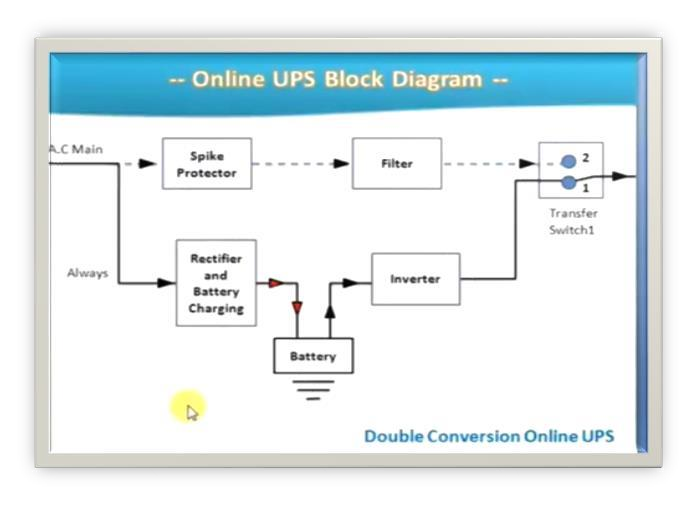 -- Online UPS Block Diagram --
A.C Main
Spike
Protector
Filter
2
1
Transfer
Switch1
Always
Rectifier
and
Battery
Charging
Inverter
Battery
Double Conversion Online UPS